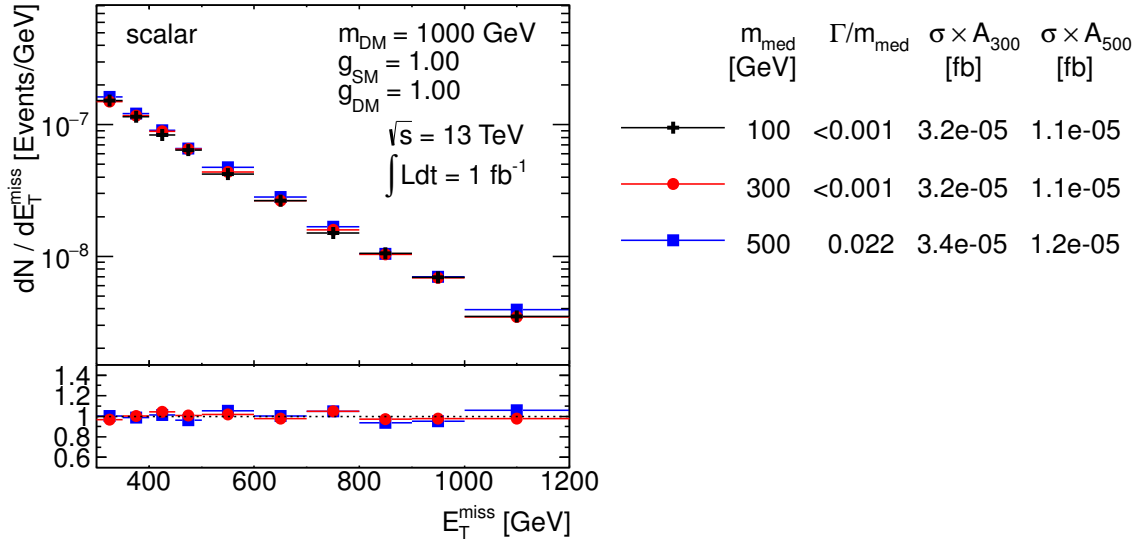 scalar
m_DM = 1000 GeV
g_SM = 1.00
g_DM = 1.00
√s = 13 TeV
∫ Ldt = 1 fb⁻¹
dN / dE_T^miss [Events/GeV]
10⁻⁷
10⁻⁸
1.4
1.2
1
0.8
0.6
400 600 800 1000 1200
E_T^miss [GeV]
m_med Γ/m_med σ × A_300 σ × A_500
[GeV] [fb] [fb]
100 <0.001 3.2e-05 1.1e-05
300 <0.001 3.2e-05 1.1e-05
500 0.022 3.4e-05 1.2e-05